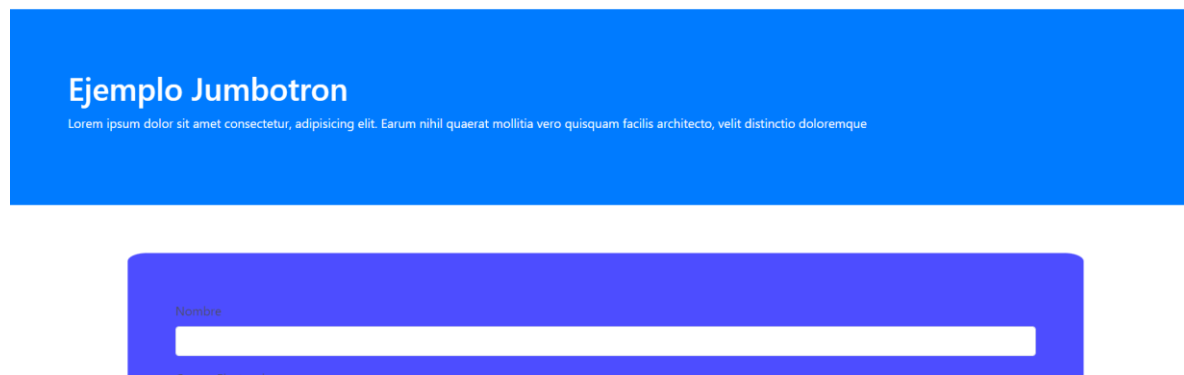 Ejemplo Jumbotron
Lorem ipsum dolor sit amet consectetur, adipisicing elit. Earum nihil quaerat mollitia vero quisquam facilis architecto, velit distinctio doloremque
Nombre